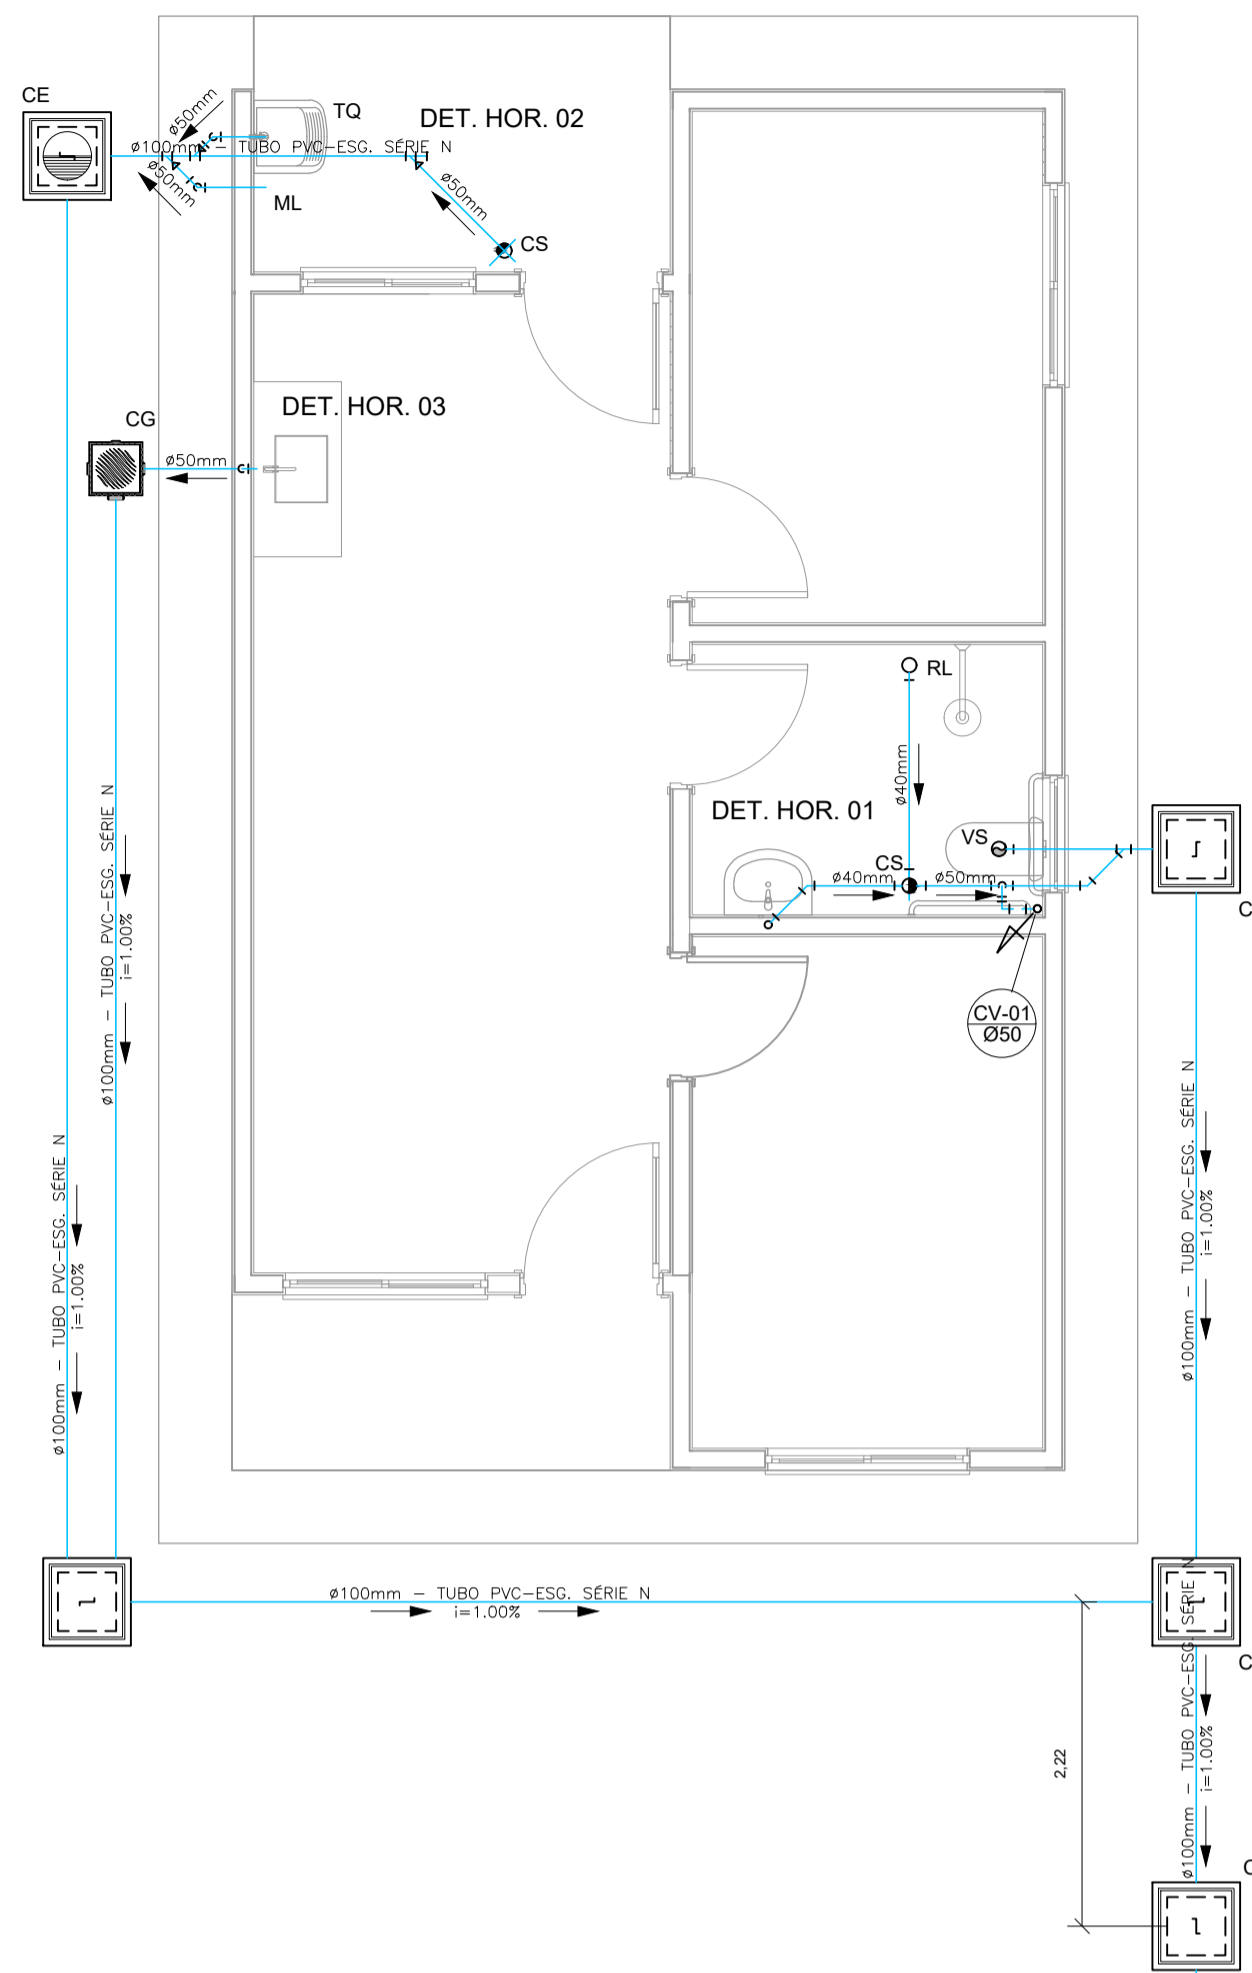 CE
ø50mm
TQ
DET. HOR. 02
ø100mm – TUBO PVC–ESG. SÉRIE N
ø50mm
ø50mm
ML
CS
DET. HOR. 03
CG
ø50mm
RL
ø40mm
DET. HOR. 01
VS
CS
ø40mm
ø50mm
C
CV-01
Ø50
ø100mm – TUBO PVC–ESG. SÉRIE N
i=1.00%
ø100mm – TUBO PVC–ESG. SÉRIE N
i=1.00%
ø100mm – TUBO PVC–ESG. SÉRIE N
i=1.00%
ø100mm – TUBO PVC–ESG. SÉRIE N
i=1.00%
C
ø100mm – TUBO PVC–ESG. SÉRIE N
i=1.00%
2,22
C